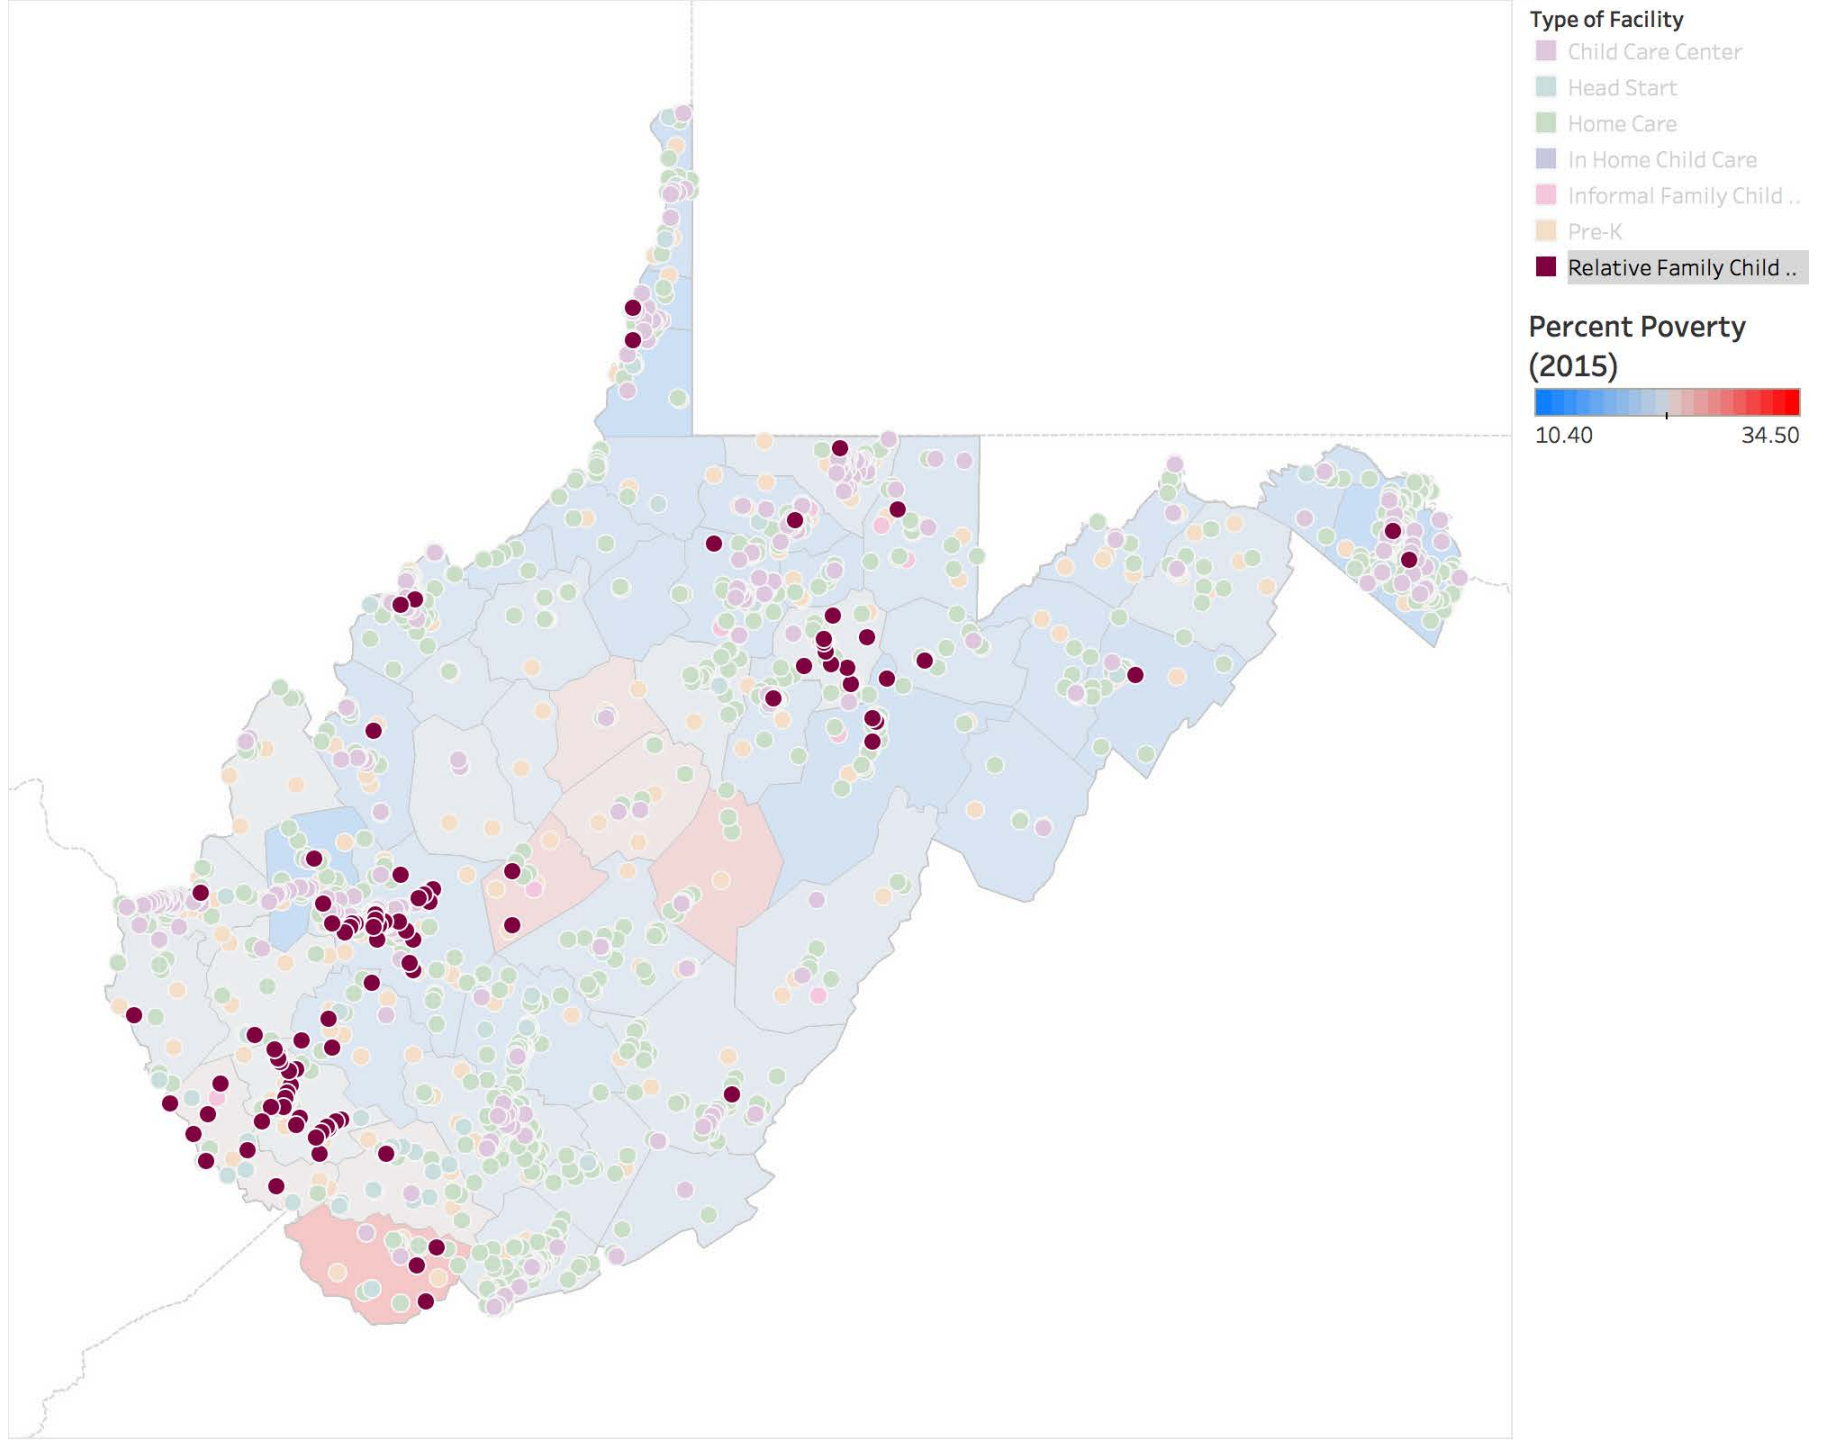 Type of Facility
Child Care Center
Head Start
Home Care
In Home Child Care
Informal Family Child ..
Pre-K
Relative Family Child ..
Percent Poverty
(2015)
10.40 34.50